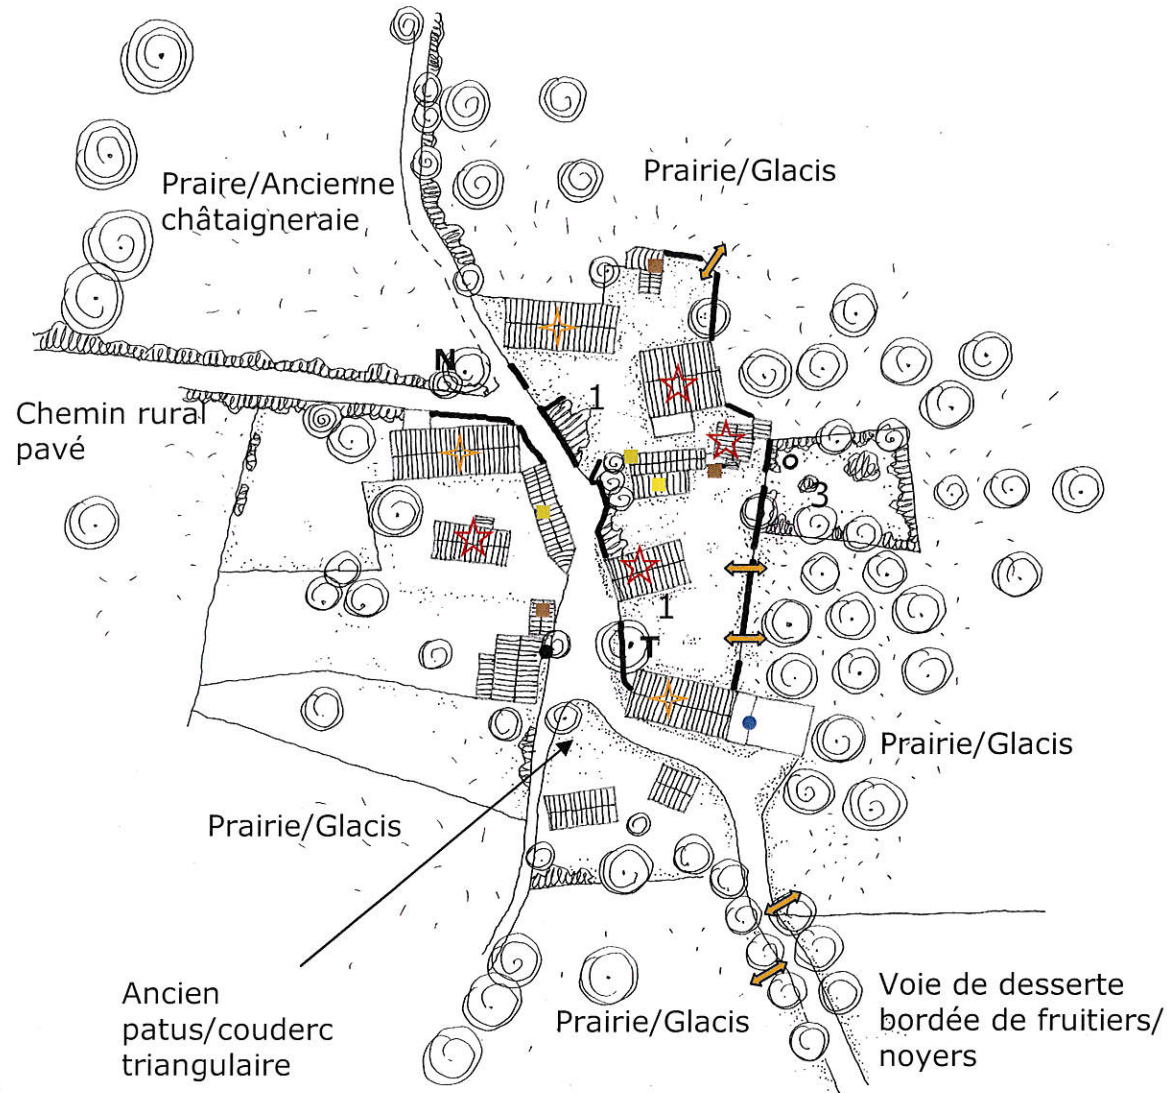 Prairie/Glacis
Praire/Ancienne
châtaigneraie
N
1
Chemin rural
pavé
3
1
T
Prairie/Glacis
Prairie/Glacis
Ancien
patus/couderc
triangulaire
Prairie/Glacis
Voie de desserte
bordée de fruitiers/
noyers